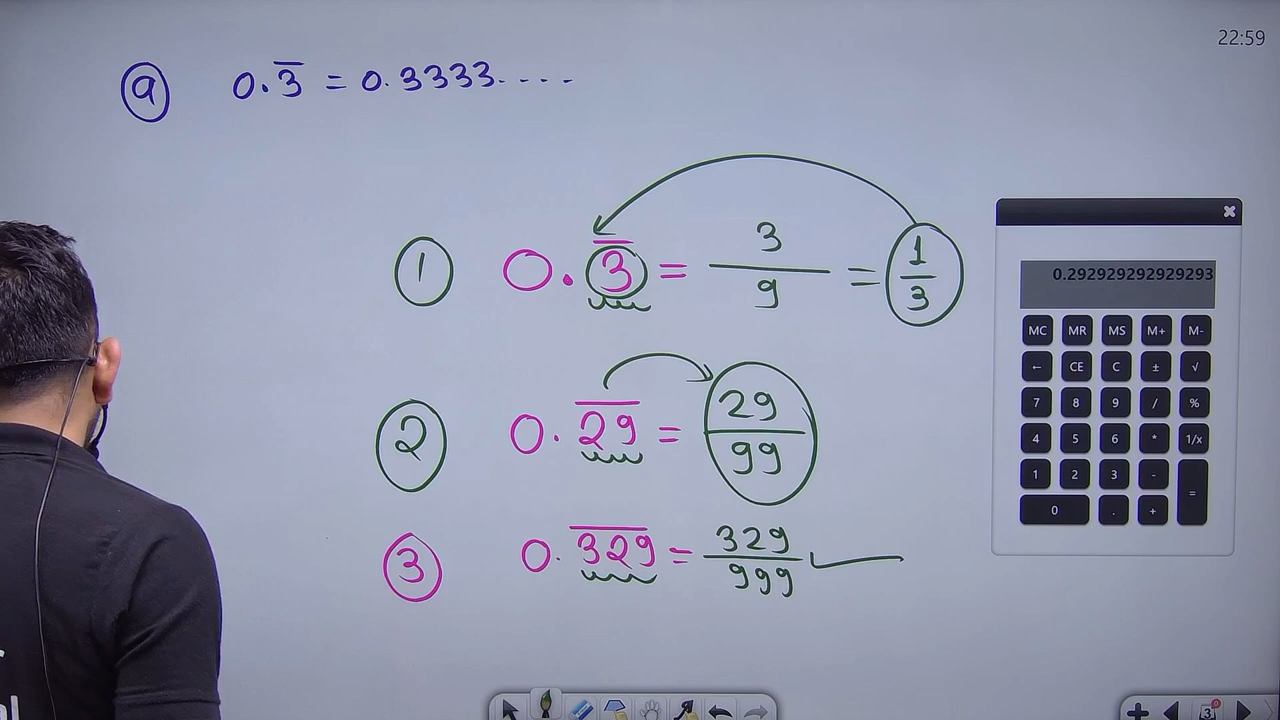 22:59
ⓐ 0.3̅ = 0.3333.....
① 0.3̅ = 3/9 = 1/3
0.292929292929293
MC MR MS M+ M-
← CE C ± √
7 8 9 / %
4 5 6 * 1/x
1 2 3 - =
0 . +
② 0.2̅9̅ = 29/99
③ 0.3̅2̅9̅ = 329/999
3